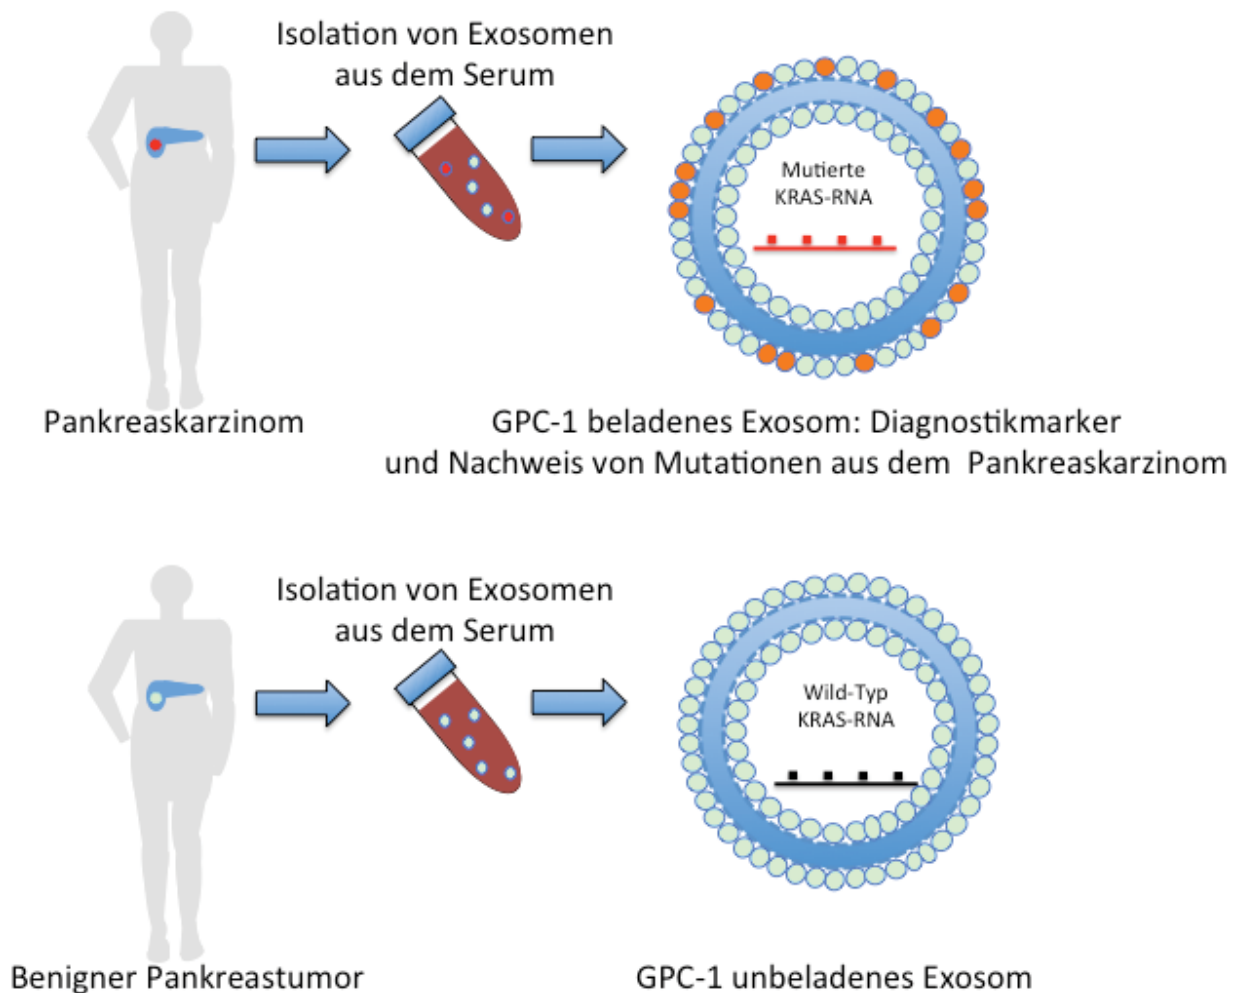 Isolation von Exosomen
aus dem Serum
Mutierte
KRAS-RNA
Pankreaskarzinom
GPC-1 beladenes Exosom: Diagnostikmarker
und Nachweis von Mutationen aus dem Pankreaskarzinom
Isolation von Exosomen
aus dem Serum
Wild-Typ
KRAS-RNA
Benigner Pankreastumor
GPC-1 unbeladenes Exosom